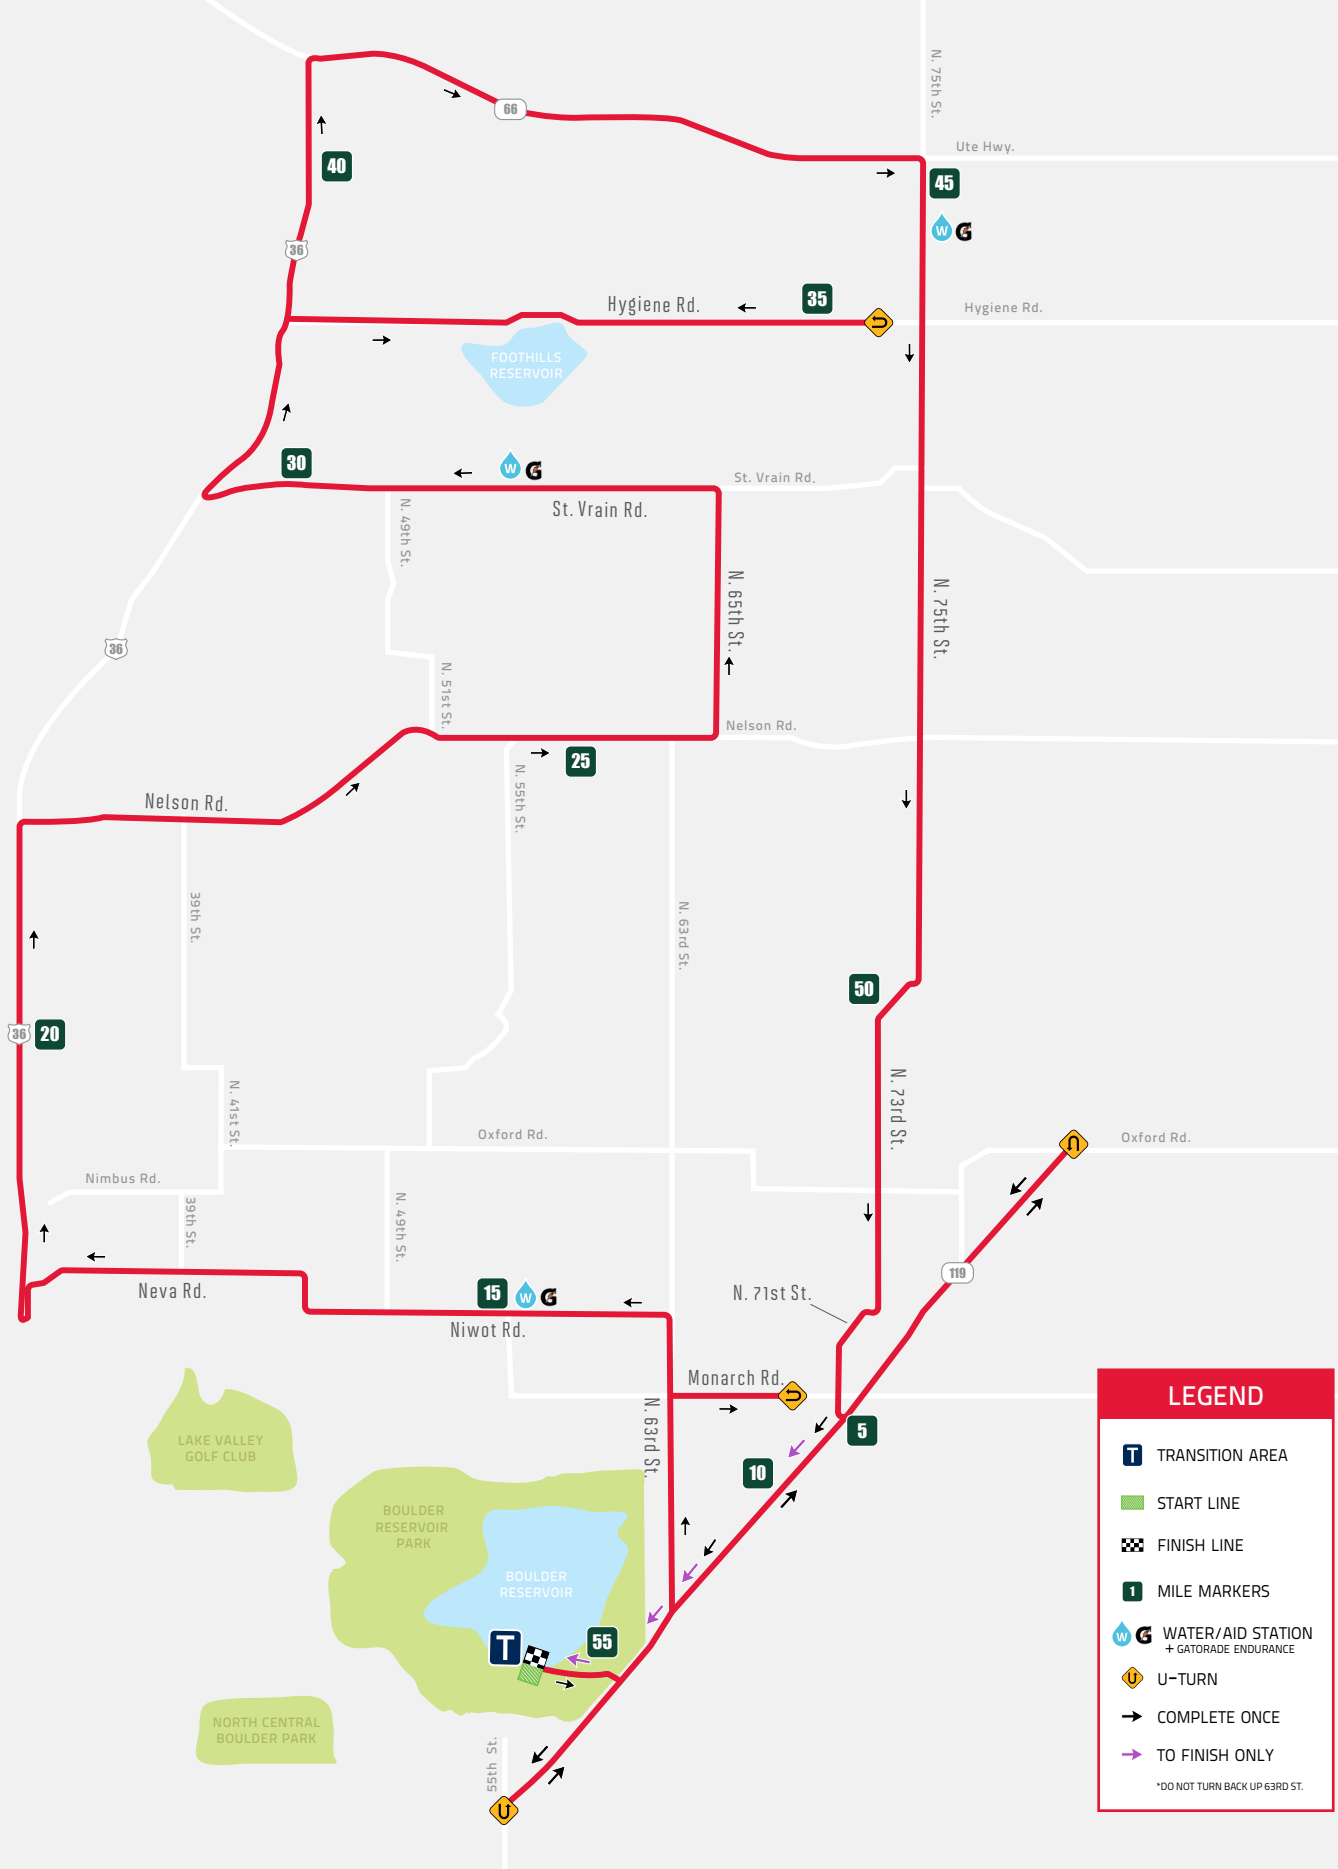 N. 75th St.
66
Ute Hwy.
40
45
W G
36
Hygiene Rd.
35
Hygiene Rd.
FOOTHILLS
RESERVOIR
30
W G
St. Vrain Rd.
St. Vrain Rd.
N. 49th St.
N. 65th St.
N. 75th St.
36
N. 51st St.
Nelson Rd.
25
N. 55th St.
Nelson Rd.
39th St.
N. 63rd St.
50
36
20
N. 41st St.
N. 73rd St.
Oxford Rd.
Oxford Rd.
Nimbus Rd.
39th St.
N. 49th St.
119
Neva Rd.
15
W G
N. 71st St.
Niwot Rd.
Monarch Rd.
N. 63rd St.
5
10
LAKE VALLEY
GOLF CLUB
BOULDER
RESERVOIR
PARK
BOULDER
RESERVOIR
T
55
NORTH CENTRAL
BOULDER PARK
55th St.
LEGEND
T TRANSITION AREA
START LINE
FINISH LINE
1 MILE MARKERS
W G WATER/AID STATION
+ GATORADE ENDURANCE
U-TURN
COMPLETE ONCE
TO FINISH ONLY
*DO NOT TURN BACK UP 63RD ST.